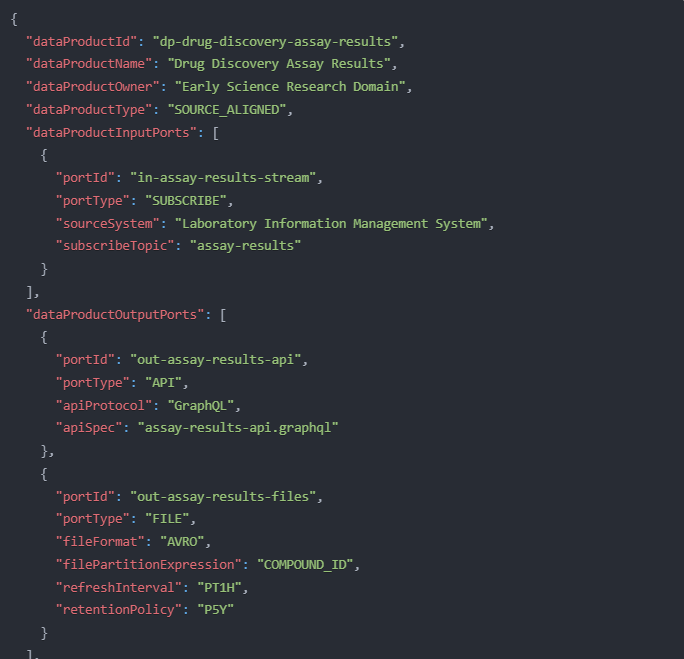 {
  "dataProductId": "dp-drug-discovery-assay-results",
  "dataProductName": "Drug Discovery Assay Results",
  "dataProductOwner": "Early Science Research Domain",
  "dataProductType": "SOURCE_ALIGNED",
  "dataProductInputPorts": [
    {
      "portId": "in-assay-results-stream",
      "portType": "SUBSCRIBE",
      "sourceSystem": "Laboratory Information Management System",
      "subscribeTopic": "assay-results"
    }
  ],
  "dataProductOutputPorts": [
    {
      "portId": "out-assay-results-api",
      "portType": "API",
      "apiProtocol": "GraphQL",
      "apiSpec": "assay-results-api.graphql"
    },
    {
      "portId": "out-assay-results-files",
      "portType": "FILE",
      "fileFormat": "AVRO",
      "filePartitionExpression": "COMPOUND_ID",
      "refreshInterval": "PT1H",
      "retentionPolicy": "P5Y"
    }
  ],